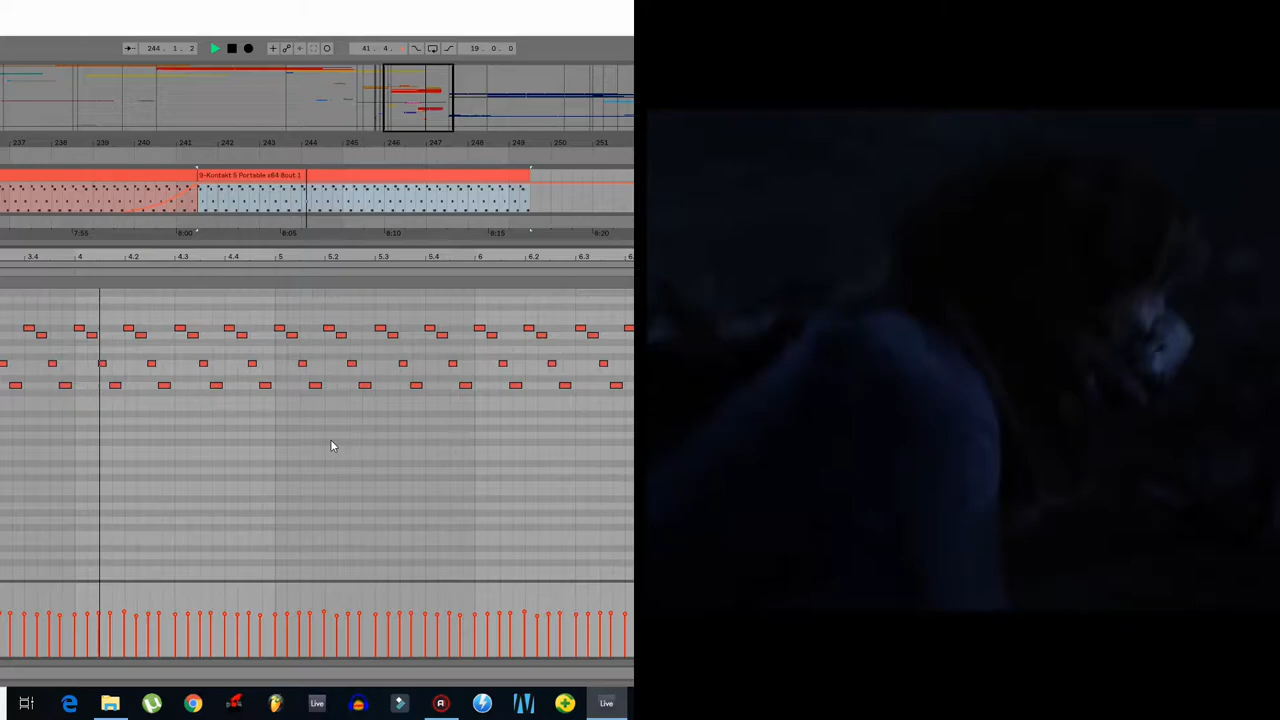 244. 1. 2
41. 4.
19. 0. 0
237 238 239 240 241 242 243 244 245 246 247 248 249 250 251
9-Kontakt 5 Portable x64 8out 1
7:55 8:00 8:05 8:10 8:15 8:20
3.4 4 4.2 4.3 4.4 5 5.2 5.3 5.4 6 6.2 6.3
Live Live